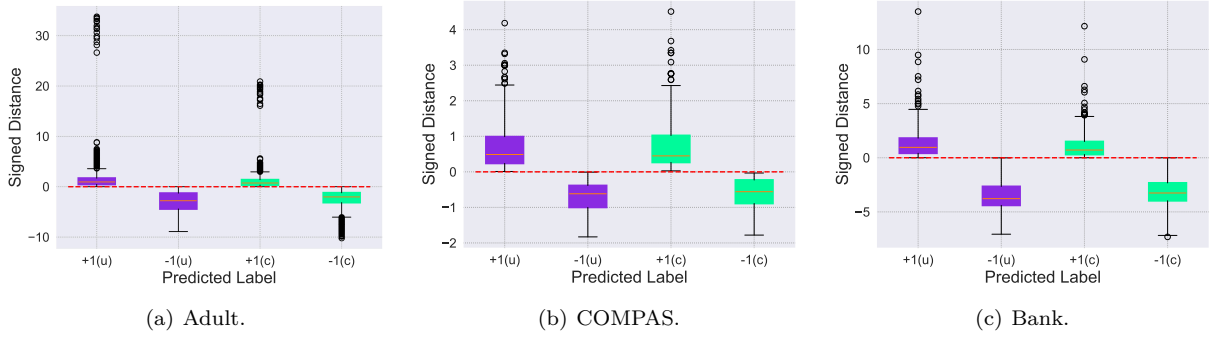 Signed Distance
30
20
10
0
−10
+1(u) -1(u) +1(c) -1(c)
Predicted Label
(a) Adult.
Signed Distance
4
3
2
1
0
−1
−2
+1(u) -1(u) +1(c) -1(c)
Predicted Label
(b) COMPAS.
Signed Distance
10
5
0
−5
+1(u) -1(u) +1(c) -1(c)
Predicted Label
(c) Bank.